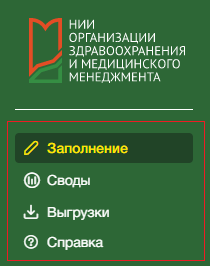 НИИ
ОРГАНИЗАЦИИ
ЗДРАВООХРАНЕНИЯ
И МЕДИЦИНСКОГО
МЕНЕДЖМЕНТА
Заполнение
Своды
Выгрузки
Справка